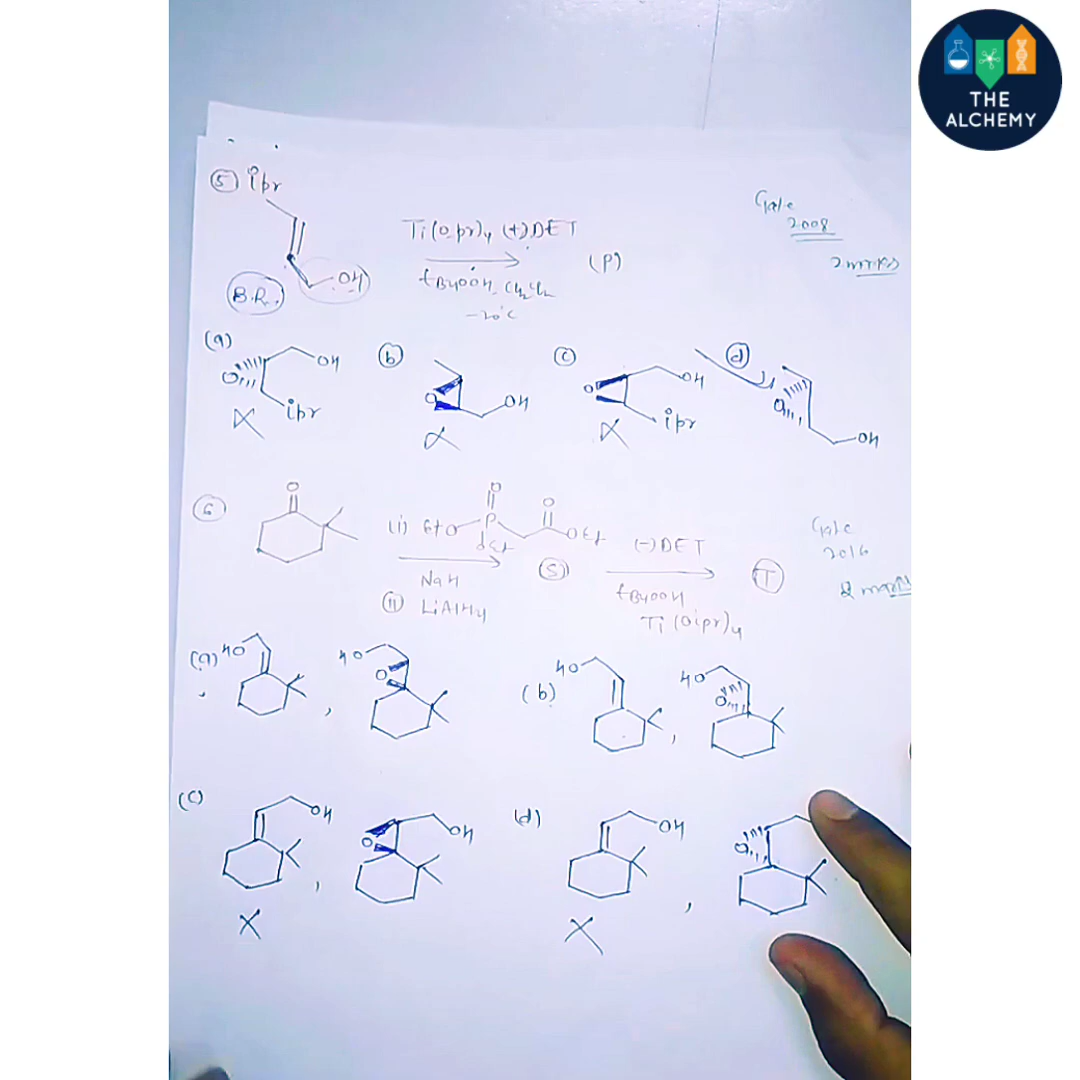 THE
ALCHEMY
⑤ ipr
OH
B.R.
Ti(O pr)4 (+)DET
tBuOOH, CH2Cl2
-20°C
(P)
Gate
2008
2 marks
(a)
OH
O
ipr
(b)
O
OH
(c)
O
OH
ipr
(d)
O
OH
⑥
O
(i) EtO
O
P
OEt
O
OEt
NaH
(ii) LiAlH4
(S)
(-)DET
tBuOOH
Ti(Oipr)4
(T)
Gate
2016
2 marks
(a) HO
,
HO
O
(b)
HO
,
HO
O
(c)
OH
,
O
OH
X
(d)
OH
,
O
X